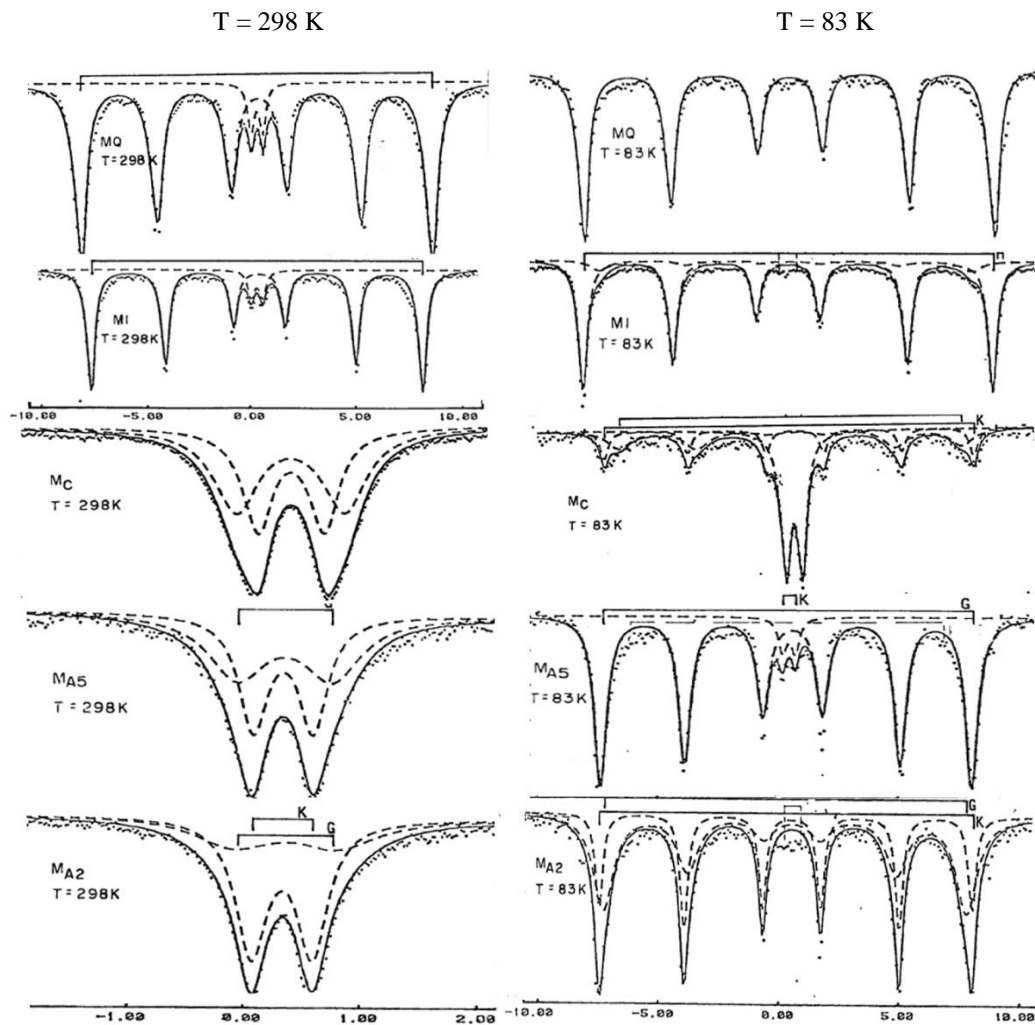 T = 298 K
T = 83 K
MQ
T=298K
MQ
T=83K
MI
T=298K
n
MI
T=83K
-10.00 -5.00 0.00 5.00 10.00
MC
T = 298K
K
MC
T=83K
K
G
MA5
T = 298K
MA5
T=83K
K
G
MA2
T=298K
G
K
MA2
T=83K
-1.00 0.00 1.00 2.00
-10.00 -5.00 0.00 5.00 10.00